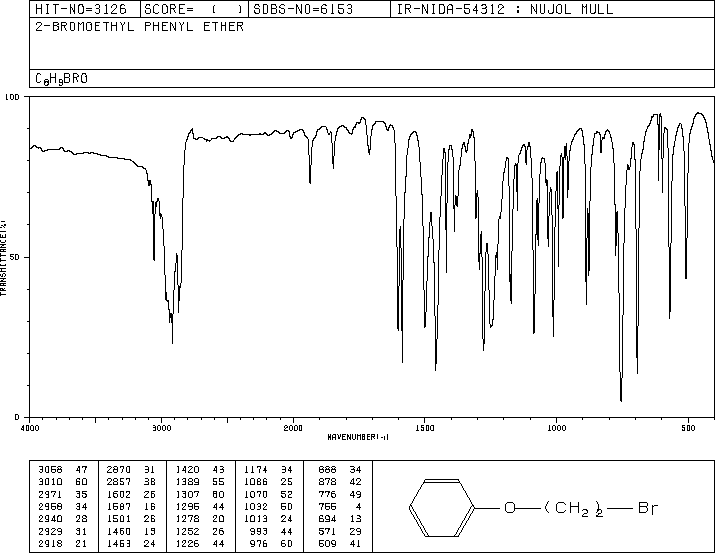 HIT-NO=3126 SCORE= ( ) SDBS-NO=6153 IR-NIDA-54312 : NUJOL MULL
2-BROMOETHYL PHENYL ETHER
C8H9BRO
100
TRANSMITTANCE(%)
50
0
4000 3000 2000 1500 1000 500
WAVENUMBER(-1)
3068 47 2870 31 1420 43 1174 34 888 34
3010 60 2857 38 1389 55 1086 25 878 42
2971 35 1602 26 1307 60 1070 52 776 49
2958 34 1587 16 1296 44 1032 50 755 4
2940 28 1501 26 1278 20 1013 24 694 13
2929 31 1460 19 1252 26 993 44 571 29
2918 21 1453 24 1226 44 976 60 509 41
O (CH2)2 Br